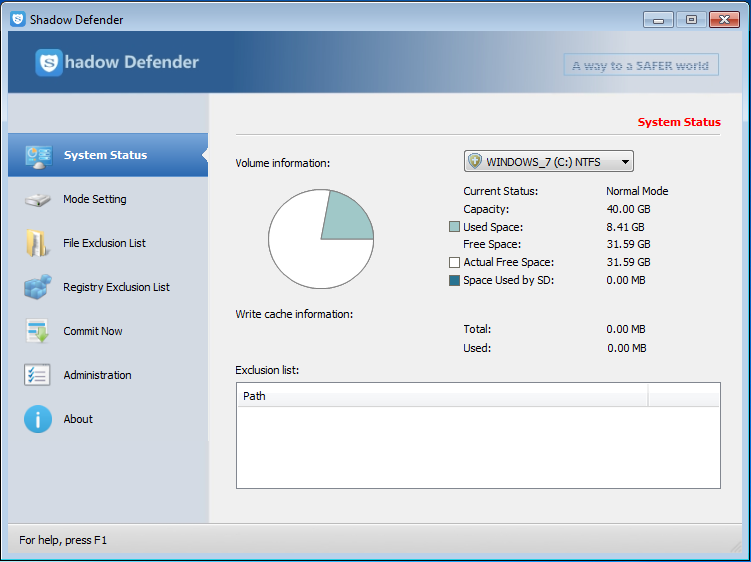 Shadow Defender
Shadow Defender
A way to a SAFER world
System Status
System Status
Mode Setting
File Exclusion List
Registry Exclusion List
Commit Now
Administration
About
Volume information:
WINDOWS_7 (C:) NTFS
Current Status: Normal Mode
Capacity: 40.00 GB
Used Space: 8.41 GB
Free Space: 31.59 GB
Actual Free Space: 31.59 GB
Space Used by SD: 0.00 MB
Write cache information:
Total: 0.00 MB
Used: 0.00 MB
Exclusion list:
Path
For help, press F1